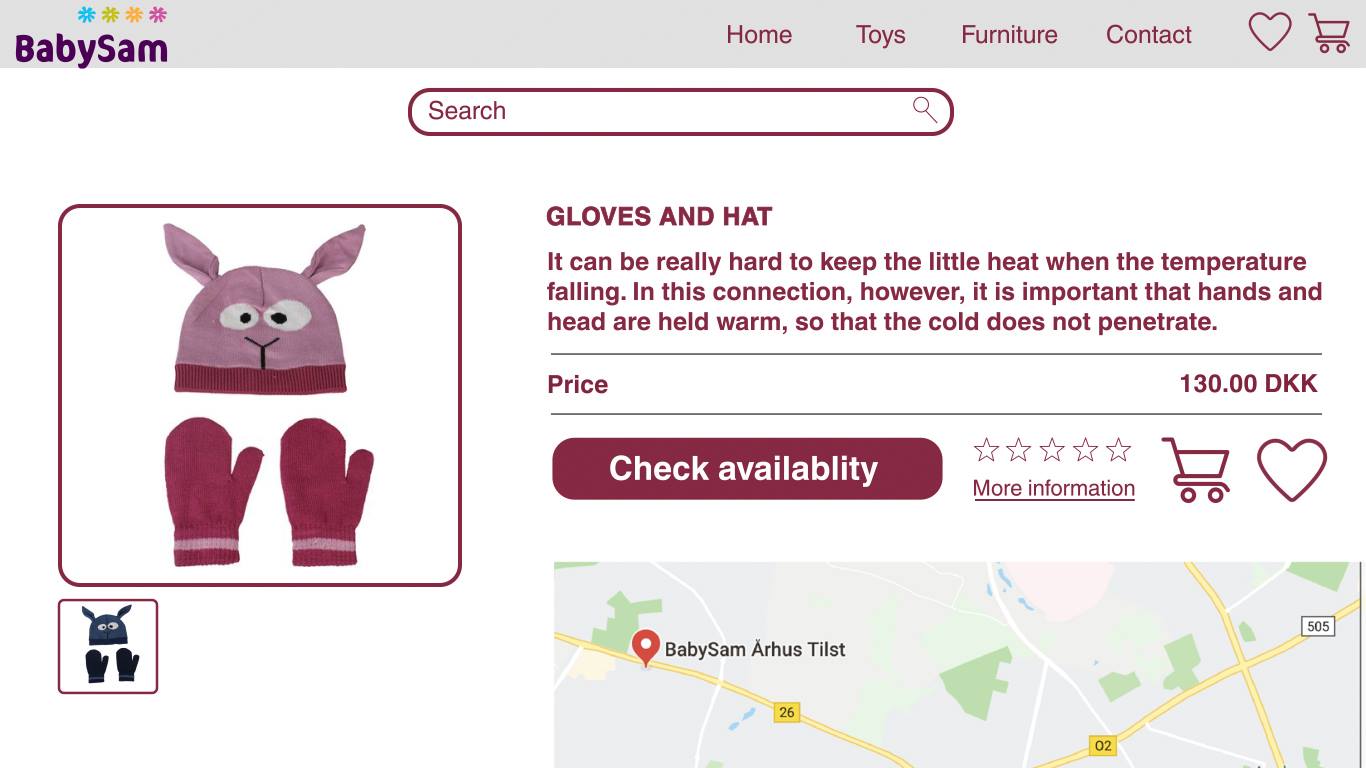 BabySam
Home Toys Furniture Contact
Search
GLOVES AND HAT
It can be really hard to keep the little heat when the temperature
falling. In this connection, however, it is important that hands and
head are held warm, so that the cold does not penetrate.
Price 130.00 DKK
Check availablity
More information
505
BabySam Århus Tilst
26
O2